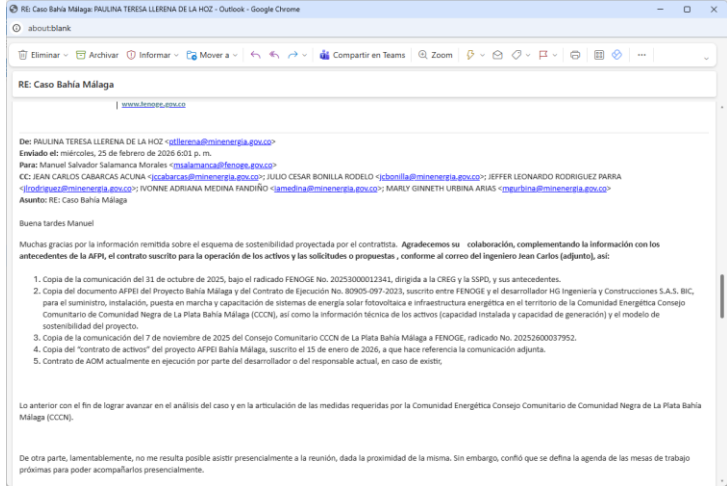 RE: Caso Bahía Málaga: PAULINA TERESA LLERENA DE LA HOZ - Outlook - Google Chrome
about:blank
Eliminar Archivar Informar Mover a Compartir en Teams Zoom
RE: Caso Bahía Málaga
| www.fenoge.gov.co
De: PAULINA TERESA LLERENA DE LA HOZ <ptllerena@minenergia.gov.co>
Enviado el: miércoles, 25 de febrero de 2026 6:01 p. m.
Para: Manuel Salvador Salamanca Morales <msalamanca@fenoge.gov.co>
CC: JEAN CARLOS CABARCAS ACUNA <jccabarcas@minenergia.gov.co>; JULIO CESAR BONILLA RODELO <jcbonilla@minenergia.gov.co>; JEFFER LEONARDO RODRIGUEZ PARRA
<jlrodriguez@minenergia.gov.co>; IVONNE ADRIANA MEDINA FANDIÑO <iamedina@minenergia.gov.co>; MARLY GINNETH URBINA ARIAS <mgurbina@minenergia.gov.co>
Asunto: RE: Caso Bahía Málaga
Buena tardes Manuel
Muchas gracias por la información remitida sobre el esquema de sostenibilidad proyectada por el contratista. Agradecemos su colaboración, complementando la información con los
antecedentes de la AFPI, el contrato suscrito para la operación de los activos y las solicitudes o propuestas , conforme al correo del ingeniero Jean Carlos (adjunto), así:
1. Copia de la comunicación del 31 de octubre de 2025, bajo el radicado FENOGE No. 20253000012341, dirigida a la CREG y la SSPD, y sus antecedentes.
2. Copia del documento AFPEI del Proyecto Bahía Málaga y del Contrato de Ejecución No. 80905-097-2023, suscrito entre FENOGE y el desarrollador HG Ingeniería y Construcciones S.A.S. BIC,
para el suministro, instalación, puesta en marcha y capacitación de sistemas de energía solar fotovoltaica e infraestructura energética en el territorio de la Comunidad Energética Consejo
Comunitario de Comunidad Negra de La Plata Bahía Málaga (CCCN), así como la información técnica de los activos (capacidad instalada y capacidad de generación) y el modelo de
sostenibilidad del proyecto.
3. Copia de la comunicación del 7 de noviembre de 2025 del Consejo Comunitario CCCN de La Plata Bahía Málaga a FENOGE, radicado No. 20252600037952.
4. Copia del "contrato de activos" del proyecto AFPEI Bahía Málaga, suscrito el 15 de enero de 2026, a que hace referencia la comunicación adjunta.
5. Contrato de AOM actualmente en ejecución por parte del desarrollador o del responsable actual, en caso de existir,
Lo anterior con el fin de lograr avanzar en el análisis del caso y en la articulación de las medidas requeridas por la Comunidad Energética Consejo Comunitario de Comunidad Negra de La Plata Bahía
Málaga (CCCN).
De otra parte, lamentablemente, no me resulta posible asistir presencialmente a la reunión, dada la proximidad de la misma. Sin embargo, confió que se defina la agenda de las mesas de trabajo
próximas para poder acompañarlos presencialmente.